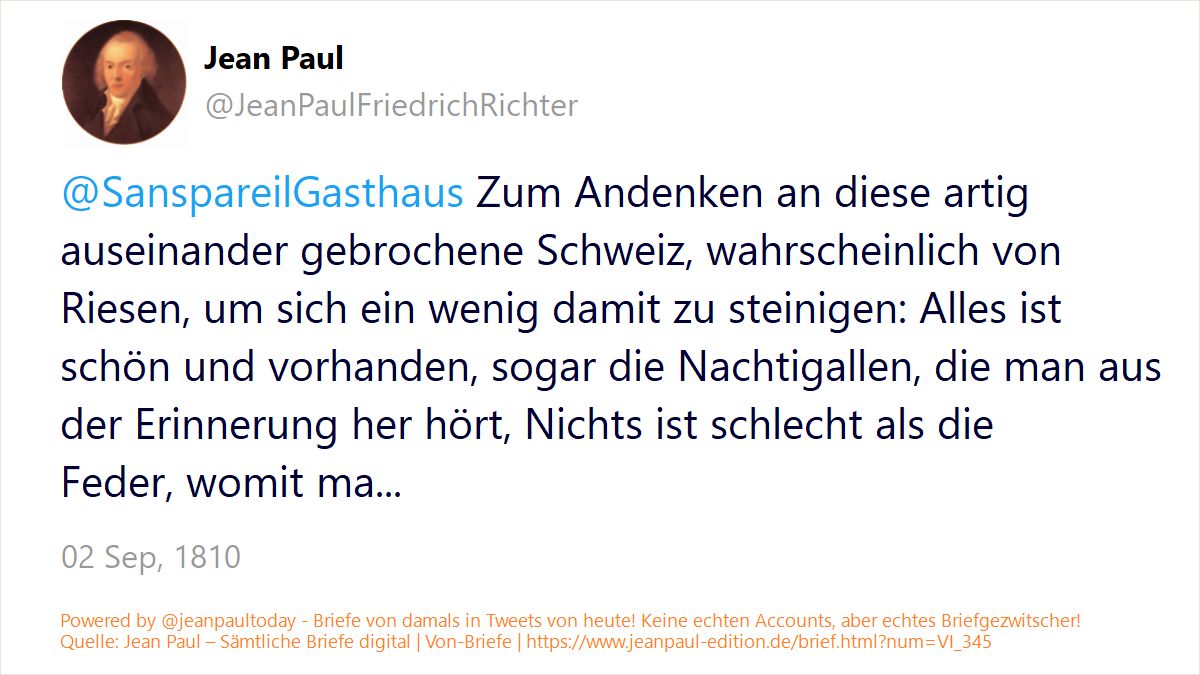 Jean Paul
@JeanPaulFriedrichRichter
@SanspareilGasthaus Zum Andenken an diese artig
auseinander gebrochene Schweiz, wahrscheinlich von
Riesen, um sich ein wenig damit zu steinigen: Alles ist
schön und vorhanden, sogar die Nachtigallen, die man aus
der Erinnerung her hört, Nichts ist schlecht als die
Feder, womit ma...
02 Sep, 1810
Powered by @jeanpaultoday - Briefe von damals in Tweets von heute! Keine echten Accounts, aber echtes Briefgezwitscher!
Quelle: Jean Paul – Sämtliche Briefe digital | Von-Briefe | https://www.jeanpaul-edition.de/brief.html?num=VI_345